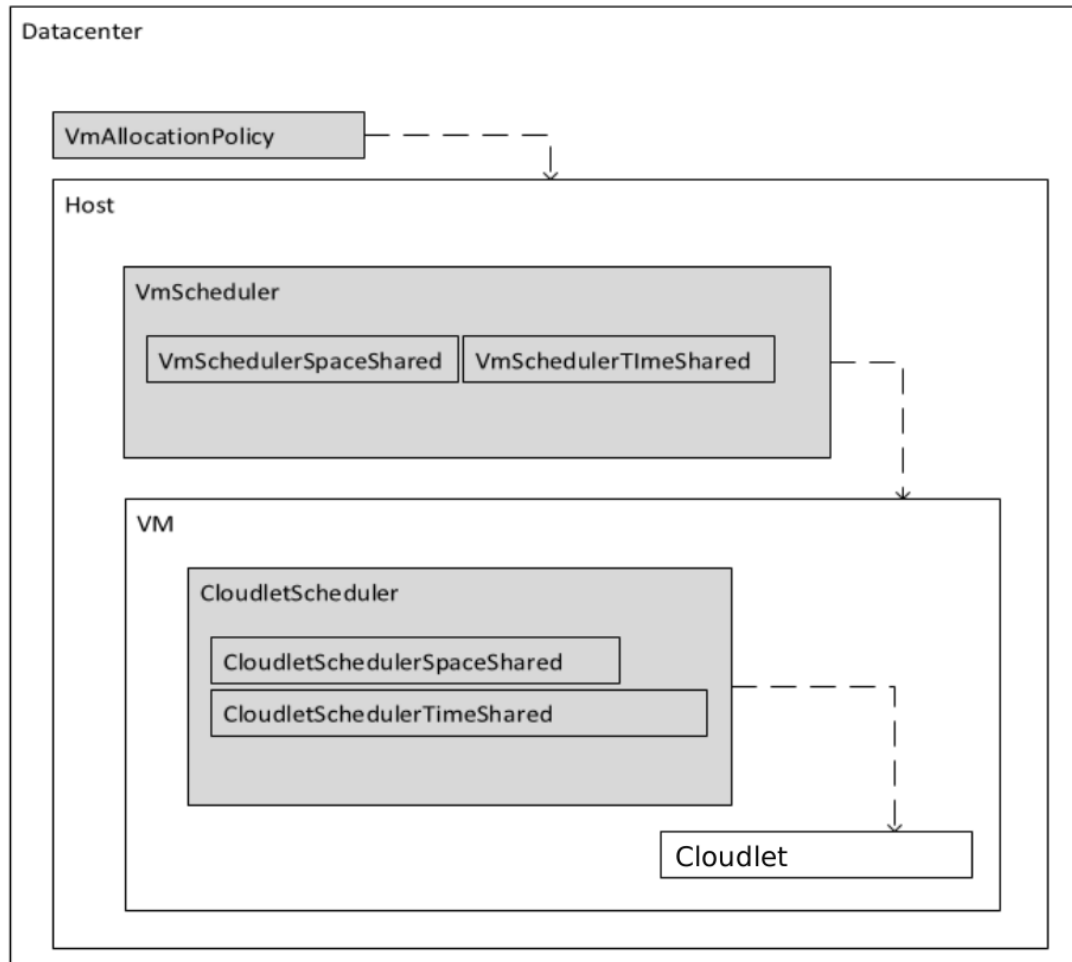 Datacenter
VmAllocationPolicy
Host
VmScheduler
VmSchedulerSpaceShared
VmSchedulerTImeShared
VM
CloudletScheduler
CloudletSchedulerSpaceShared
CloudletSchedulerTimeShared
Cloudlet